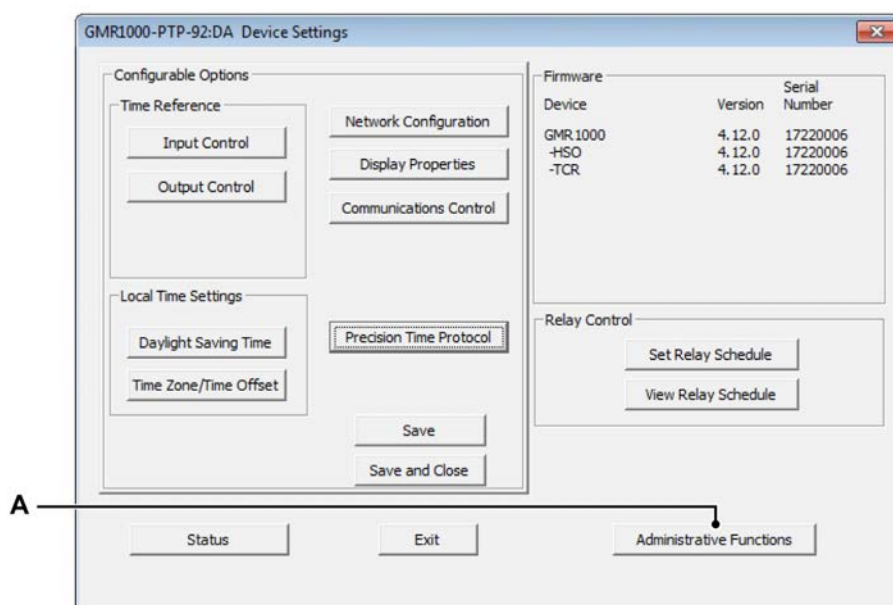 GMR1000-PTP-92:DA Device Settings
Configurable Options
Time Reference
Input Control
Output Control
Network Configuration
Display Properties
Communications Control
Local Time Settings
Daylight Saving Time
Time Zone/Time Offset
Precision Time Protocol
Save
Save and Close
Firmware
Device Version Serial Number
GMR1000 4.12.0 17220006
-HSO 4.12.0 17220006
-TCR 4.12.0 17220006
Relay Control
Set Relay Schedule
View Relay Schedule
A
Status
Exit
Administrative Functions